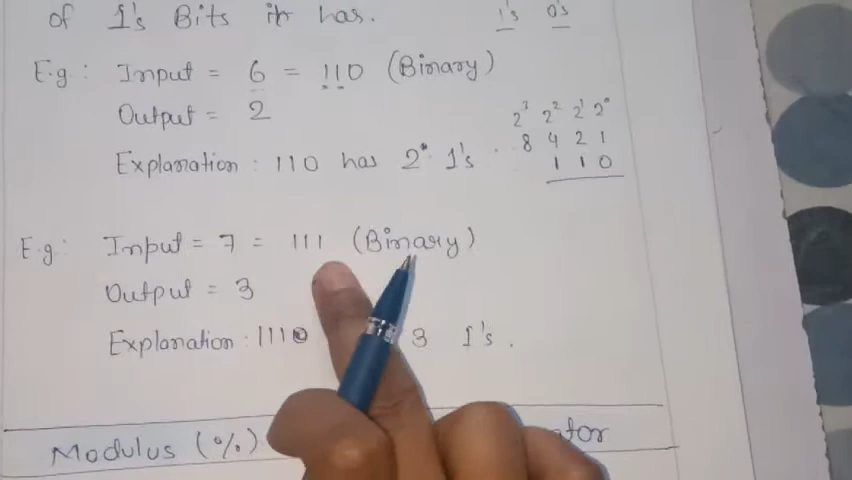 of 1's Bits it has.
1's 0's
E.g : Input = 6 = 110 (Binary)
Output = 2
2³ 2² 2¹ 2⁰
8 4 2 1
1 1 0
Explanation : 110 has 2 1's .
E.g: Input = 7 = 111 (Binary)
Output = 3
Explanation : 111 3 1's .
Modulus (%)